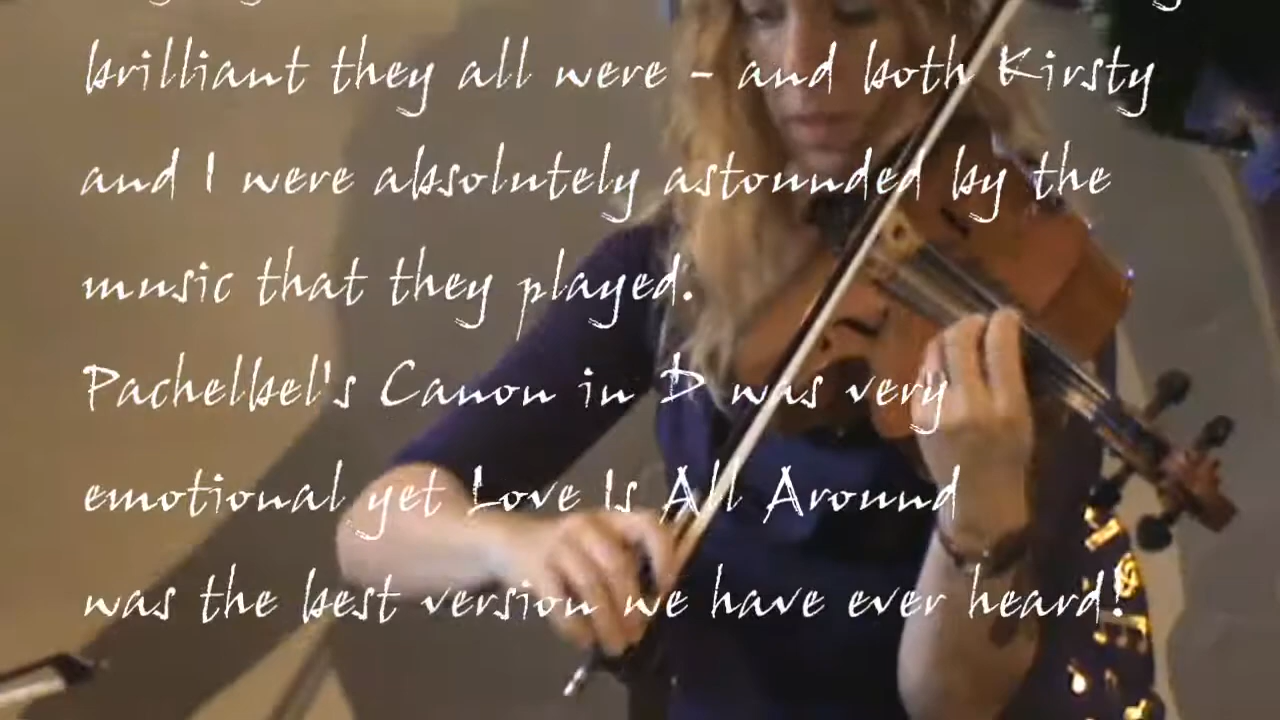 brilliant they all were - and both Kirsty
and I were absolutely astounded by the
music that they played.
Pachelbel's Canon in D was very
emotional yet Love Is All Around
was the best version we have ever heard!